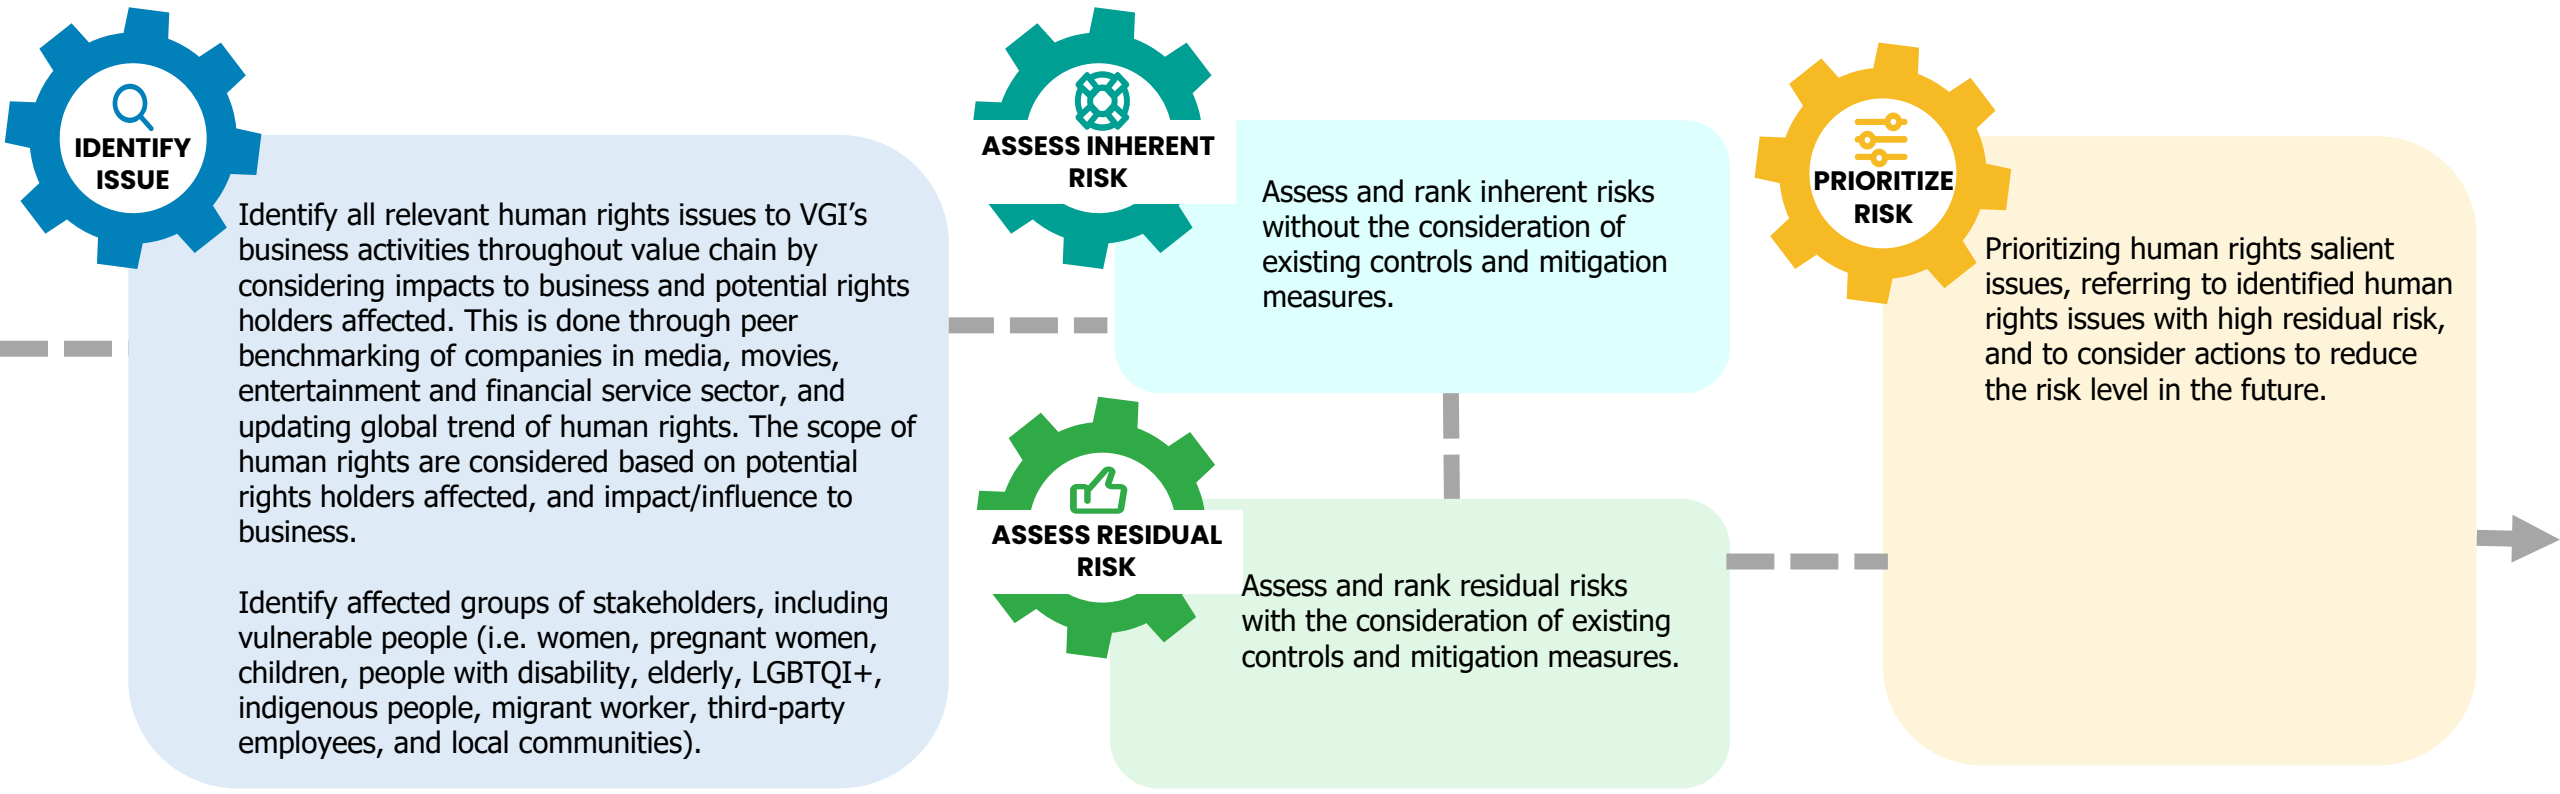 IDENTIFY
ISSUE
Identify all relevant human rights issues to VGI’s
business activities throughout value chain by
considering impacts to business and potential rights
holders affected. This is done through peer
benchmarking of companies in media, movies,
entertainment and financial service sector, and
updating global trend of human rights. The scope of
human rights are considered based on potential
rights holders affected, and impact/influence to
business.
Identify affected groups of stakeholders, including
vulnerable people (i.e. women, pregnant women,
children, people with disability, elderly, LGBTQI+,
indigenous people, migrant worker, third-party
employees, and local communities).
ASSESS INHERENT
RISK
Assess and rank inherent risks
without the consideration of
existing controls and mitigation
measures.
ASSESS RESIDUAL
RISK
Assess and rank residual risks
with the consideration of existing
controls and mitigation measures.
PRIORITIZE
RISK
Prioritizing human rights salient
issues, referring to identified human
rights issues with high residual risk,
and to consider actions to reduce
the risk level in the future.